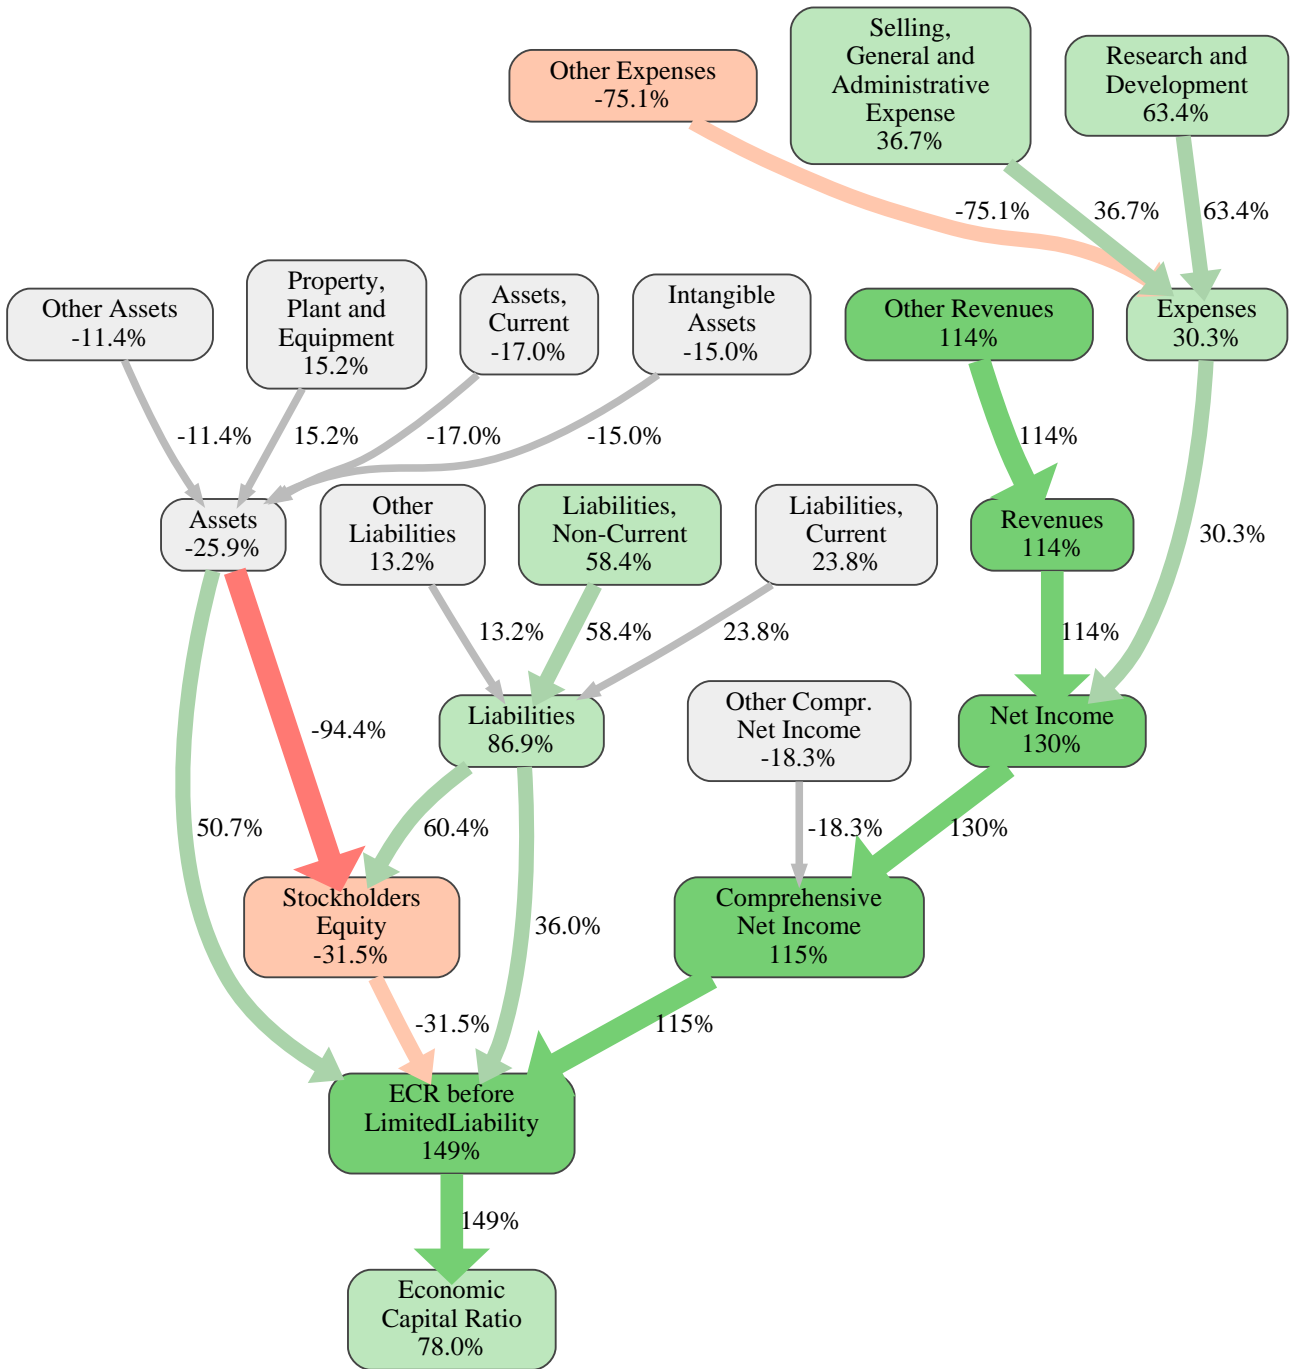 Other Expenses
-75.1%
Selling,
General and
Administrative
Expense
36.7%
Research and
Development
63.4%
-75.1%
36.7%
63.4%
Other Assets
-11.4%
Property,
Plant and
Equipment
15.2%
Assets,
Current
-17.0%
Intangible
Assets
-15.0%
Other Revenues
114%
Expenses
30.3%
-11.4%
15.2%
-17.0%
-15.0%
114%
Assets
-25.9%
Other
Liabilities
13.2%
Liabilities,
Non-Current
58.4%
Liabilities,
Current
23.8%
Revenues
114%
30.3%
13.2%
58.4%
23.8%
114%
Liabilities
86.9%
Other Compr.
Net Income
-18.3%
Net Income
130%
-94.4%
50.7%
60.4%
-18.3%
130%
Stockholders
Equity
-31.5%
36.0%
Comprehensive
Net Income
115%
-31.5%
115%
ECR before
LimitedLiability
149%
149%
Economic
Capital Ratio
78.0%